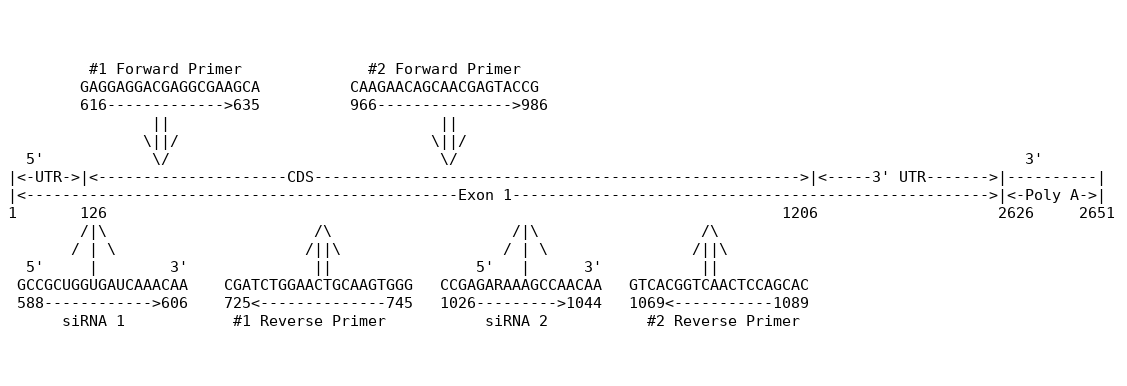 #1 Forward Primer #2 Forward Primer
GAGGAGGACGAGGCGAAGCA CAAGAACAGCAACGAGTACCG
616------------->635 966--------------->986
|| ||
\||/ \||/
5' \/ \/ 3'
|<-UTR->|<---------------------CDS------------------------------------------------------>|<-----3' UTR------->|----------|
|<------------------------------------------------Exon 1----------------------------------------------------->|<-Poly A->|
1 126 1206 2626 2651
/|\ /\ /|\ /\
/ | \ /||\ / | \ /||\
5' | 3' || 5' | 3' ||
GCCGCUGGUGAUCAAACAA CGATCTGGAACTGCAAGTGGG CCGAGARAAAGCCAACAA GTCACGGTCAACTCCAGCAC
588------------>606 725<--------------745 1026--------->1044 1069<-----------1089
siRNA 1 #1 Reverse Primer siRNA 2 #2 Reverse Primer